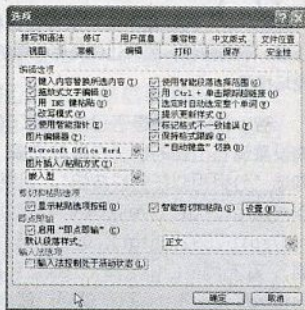 选项
拼写和语法 修订 用户信息 兼容性 中文版式 文件位置
视图 常规 编辑 打印 保存 安全性
编辑选项
键入内容替换所选内容(T)
拖放式文字编辑(D)
用 INS 键粘贴(U)
改写模式(V)
使用智能指针(E)
图片编辑器(P):
Microsoft Office Word
图片插入/粘贴方式(I):
嵌入型
使用智能段落选择范围(G)
用 Ctrl + 单击跟踪超链接(H)
选定时自动选定整个单词(W)
提示更新样式(M)
标记格式不一致错误(F)
保持格式跟踪(K)
“自动键盘”切换(B)
剪切和粘贴选项
显示粘贴选项按钮(O)
智能剪切和粘贴(S) 设置(N)...
即点即输
启用“即点即输”(C)
默认段落样式: 正文
输入法选项
输入法控制处于活动状态(L)
确定 取消